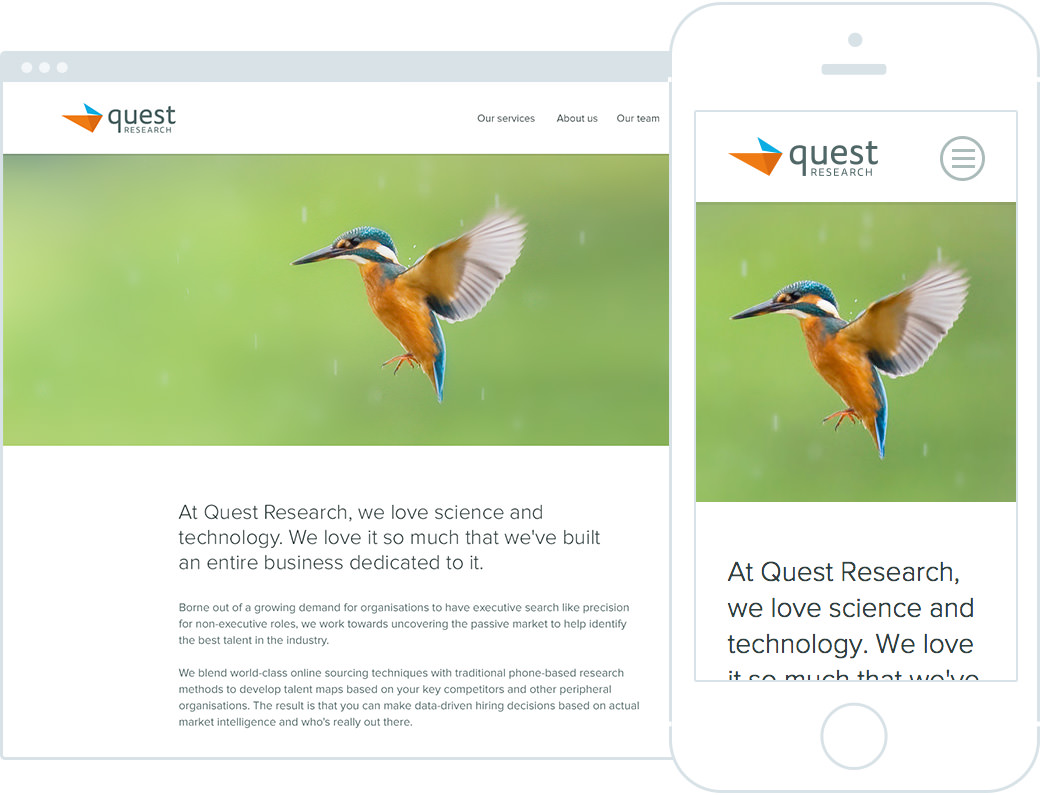 quest
RESEARCH
Our services About us Our team
At Quest Research, we love science and
technology. We love it so much that we've built
an entire business dedicated to it.
Borne out of a growing demand for organisations to have executive search like precision
for non-executive roles, we work towards uncovering the passive market to help identify
the best talent in the industry.
We blend world-class online sourcing techniques with traditional phone-based research
methods to develop talent maps based on your key competitors and other peripheral
organisations. The result is that you can make data-driven hiring decisions based on actual
market intelligence and who's really out there.
quest
RESEARCH
At Quest Research,
we love science and
technology. We love
it so much that we've